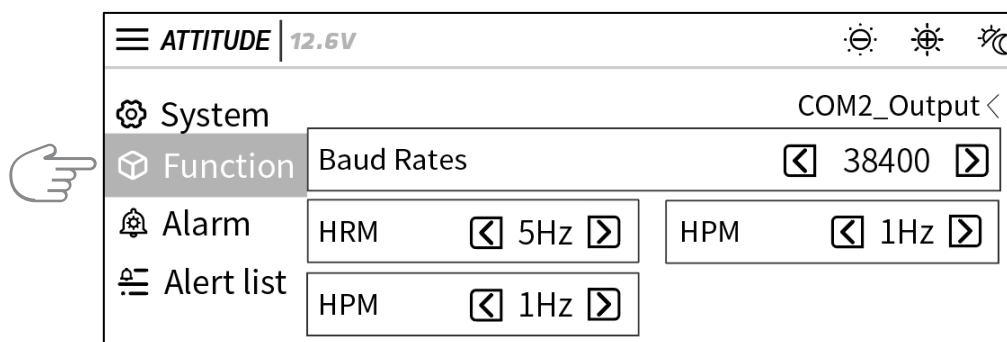 ATTITUDE 12.6V
System
COM2_Output
Function
Baud Rates 38400
Alarm
HRM 5Hz HPM 1Hz
Alert list
HPM 1Hz